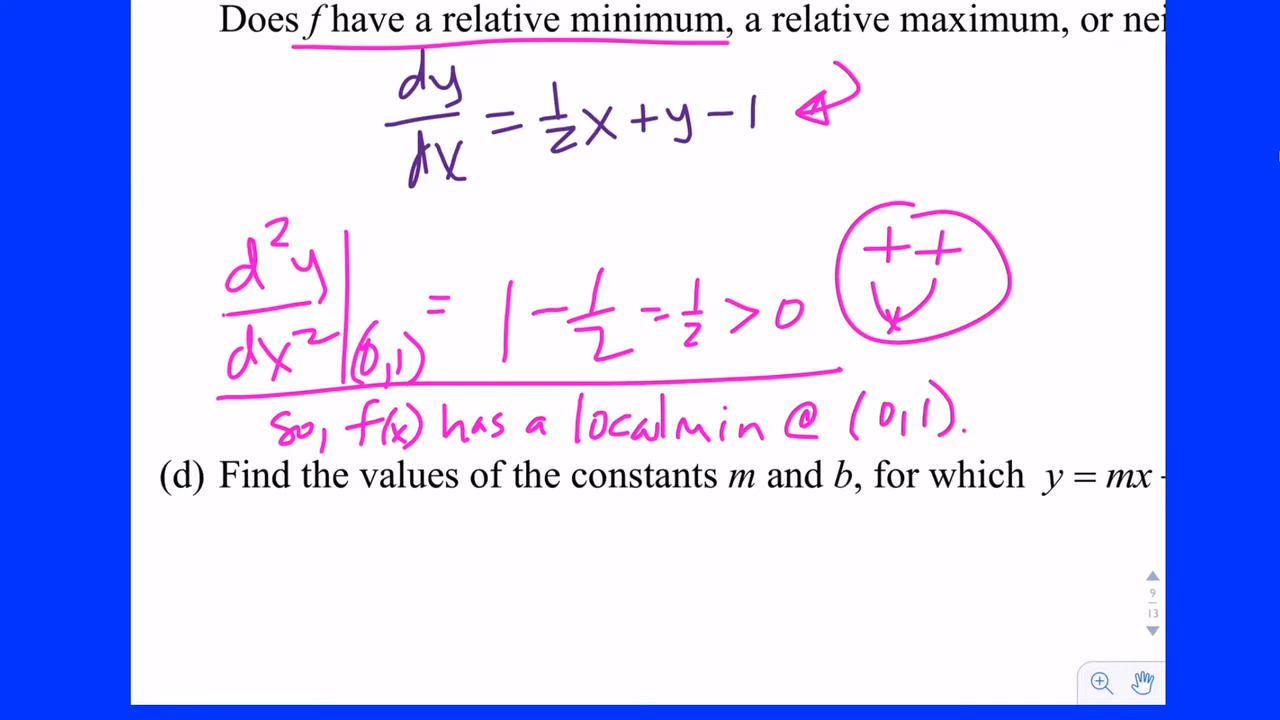 Does f have a relative minimum, a relative maximum, or nei
dy/dx = 1/2 x + y - 1
d²y/dx² |(0,1) = 1 - 1/2 = 1/2 > 0
+ +
x
so, f(x) has a local min @ (0,1).
(d) Find the values of the constants m and b, for which y = mx
9
13